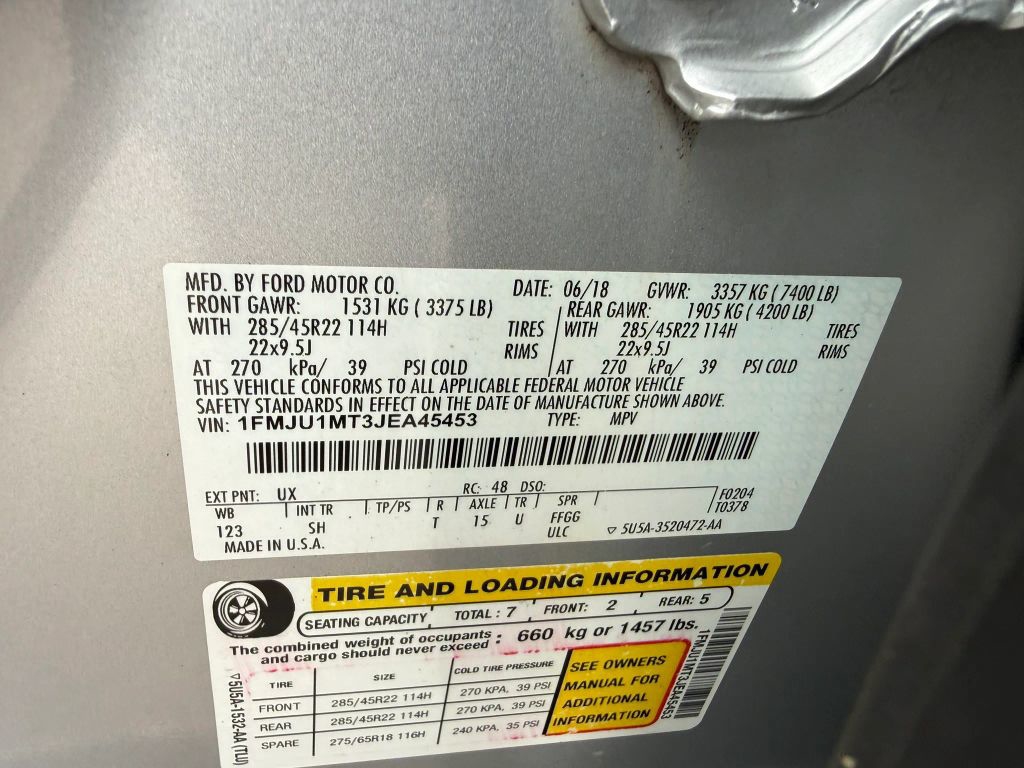 MFD. BY FORD MOTOR CO. DATE: 06/18 GVWR: 3357 KG ( 7400 LB)
FRONT GAWR: 1531 KG ( 3375 LB) REAR GAWR: 1905 KG ( 4200 LB)
WITH 285/45R22 114H TIRES WITH 285/45R22 114H TIRES
22x9.5J RIMS 22x9.5J RIMS
AT 270 kPa/ 39 PSI COLD AT 270 kPa/ 39 PSI COLD
THIS VEHICLE CONFORMS TO ALL APPLICABLE FEDERAL MOTOR VEHICLE
SAFETY STANDARDS IN EFFECT ON THE DATE OF MANUFACTURE SHOWN ABOVE.
VIN: 1FMJU1MT3JEA45453 TYPE: MPV
EXT PNT: UX RC: 48 DSO: F0204
WB INT TR TP/PS R AXLE TR SPR T0378
123 SH T 15 U FFGG
ULC ▽ 5U5A-3520472-AA
MADE IN U.S.A.
TIRE AND LOADING INFORMATION
SEATING CAPACITY TOTAL : 7 FRONT: 2 REAR: 5
The combined weight of occupants and cargo should never exceed : 660 kg or 1457 lbs.
TIRE SIZE COLD TIRE PRESSURE
FRONT 285/45R22 114H 270 KPA, 39 PSI
REAR 285/45R22 114H 270 KPA, 39 PSI
SPARE 275/65R18 116H 240 KPA, 35 PSI
SEE OWNERS
MANUAL FOR
ADDITIONAL
INFORMATION
▽5U5A-1532-AA (TLU)
1FMJU1MT3JEA45453